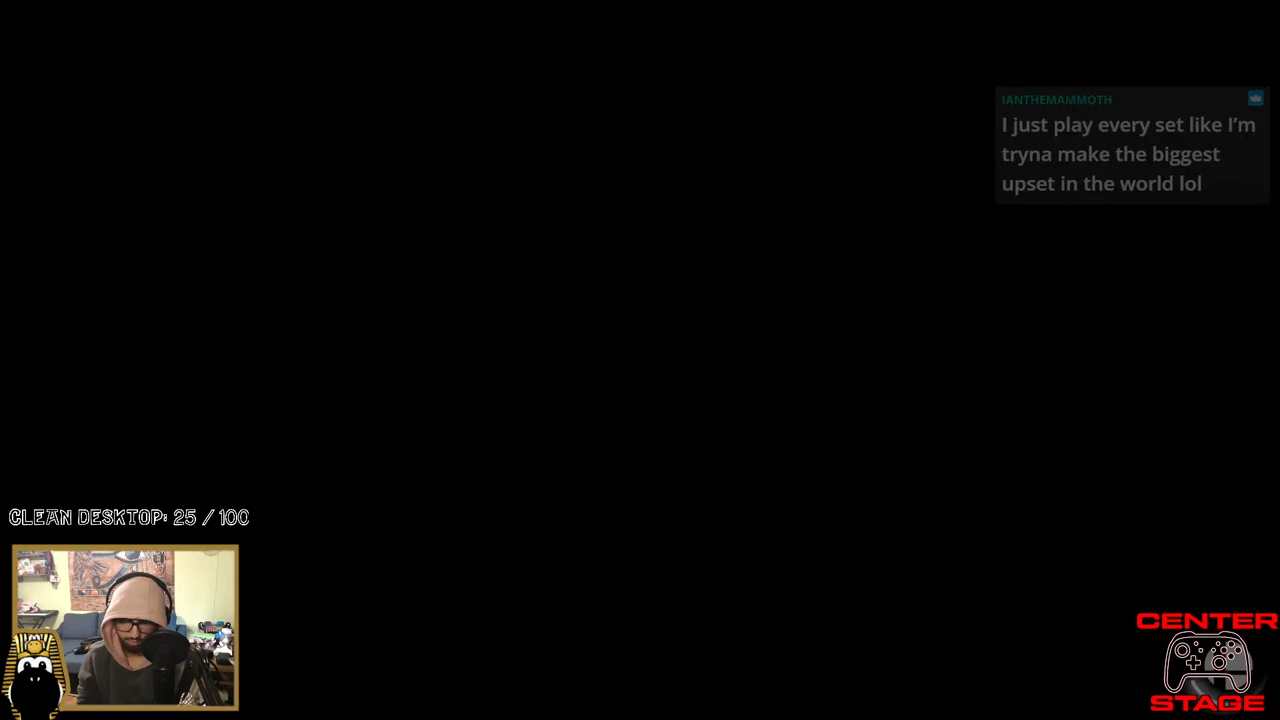 IANTHEMAMMOTH
I just play every set like I'm
tryna make the biggest
upset in the world lol
CLEAN DESKTOP: 25 / 100
CENTER
STAGE